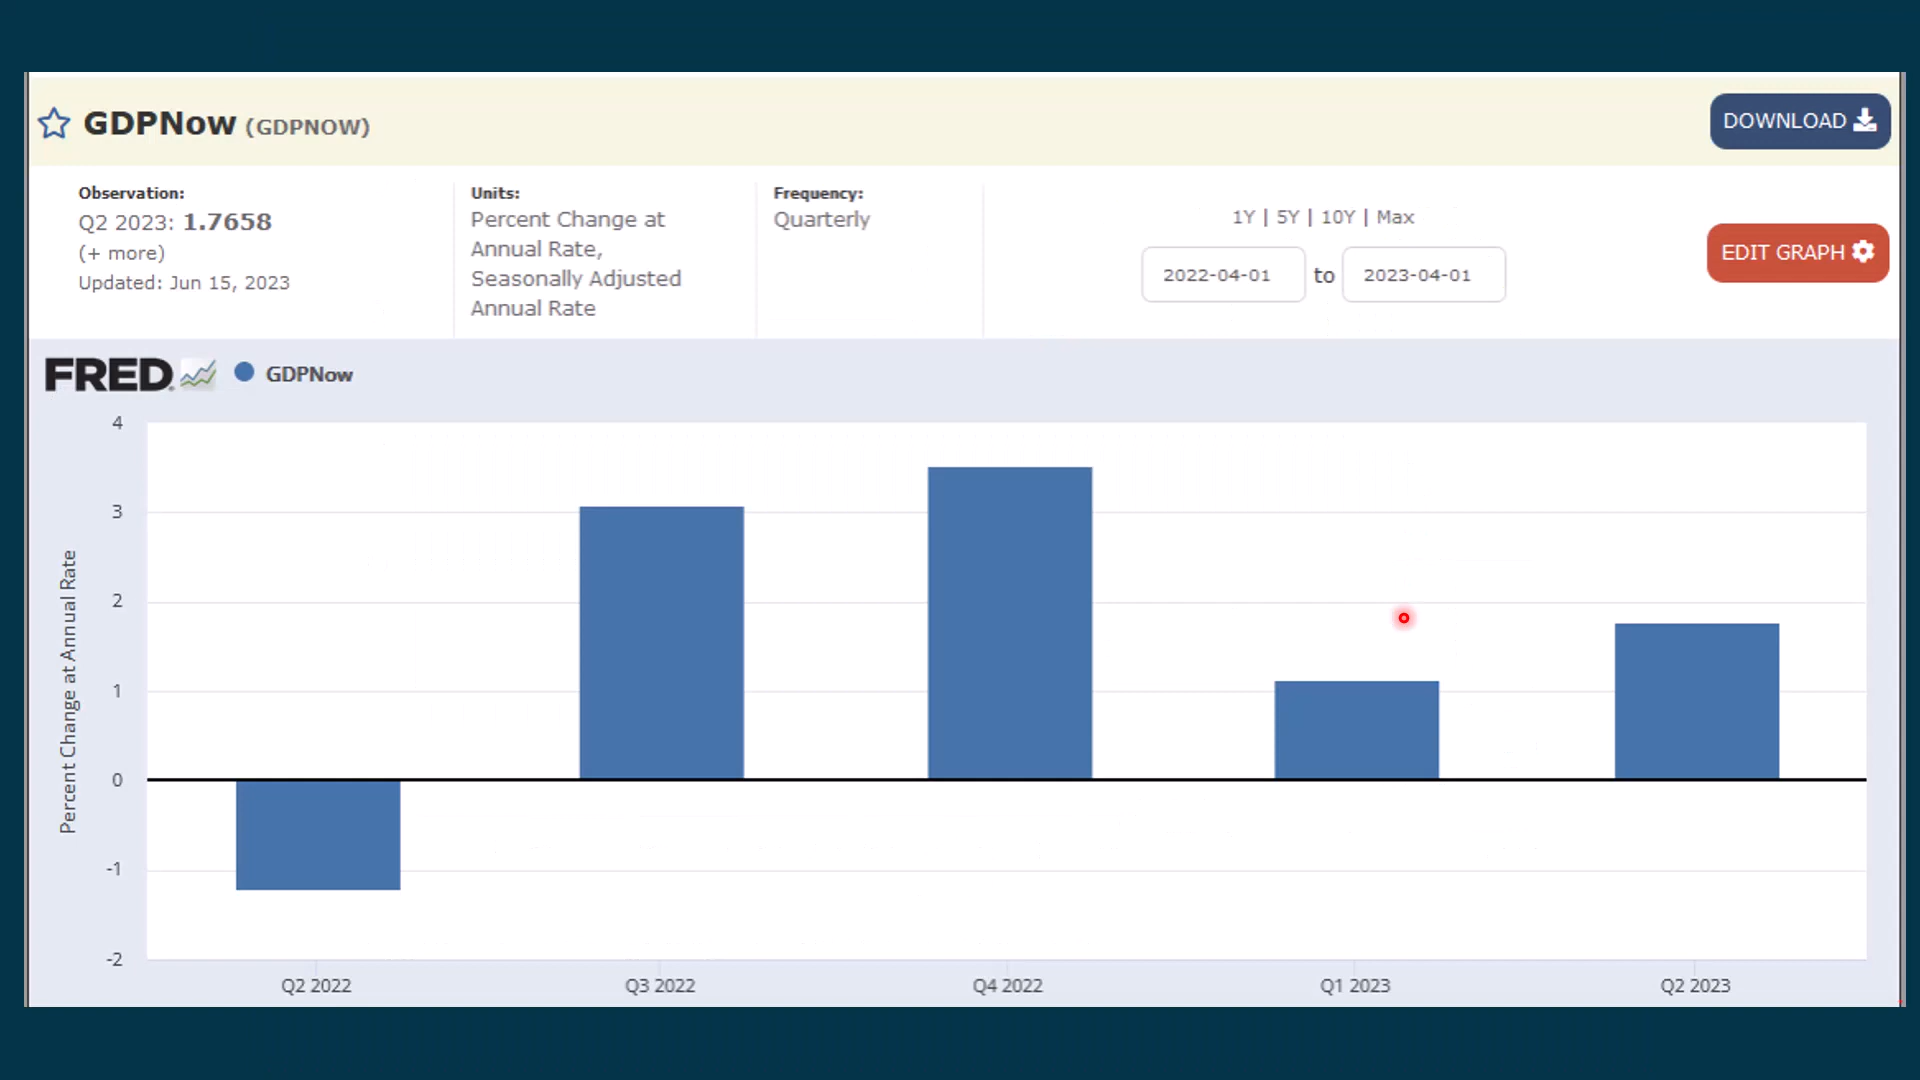 GDPNow (GDPNOW)
DOWNLOAD
Observation:
Q2 2023: 1.7658
(+ more)
Updated: Jun 15, 2023
Units:
Percent Change at
Annual Rate,
Seasonally Adjusted
Annual Rate
Frequency:
Quarterly
1Y | 5Y | 10Y | Max
2022-04-01 to 2023-04-01
EDIT GRAPH
FRED GDPNow
Percent Change at Annual Rate
4
3
2
1
0
-1
-2
Q2 2022 Q3 2022 Q4 2022 Q1 2023 Q2 2023